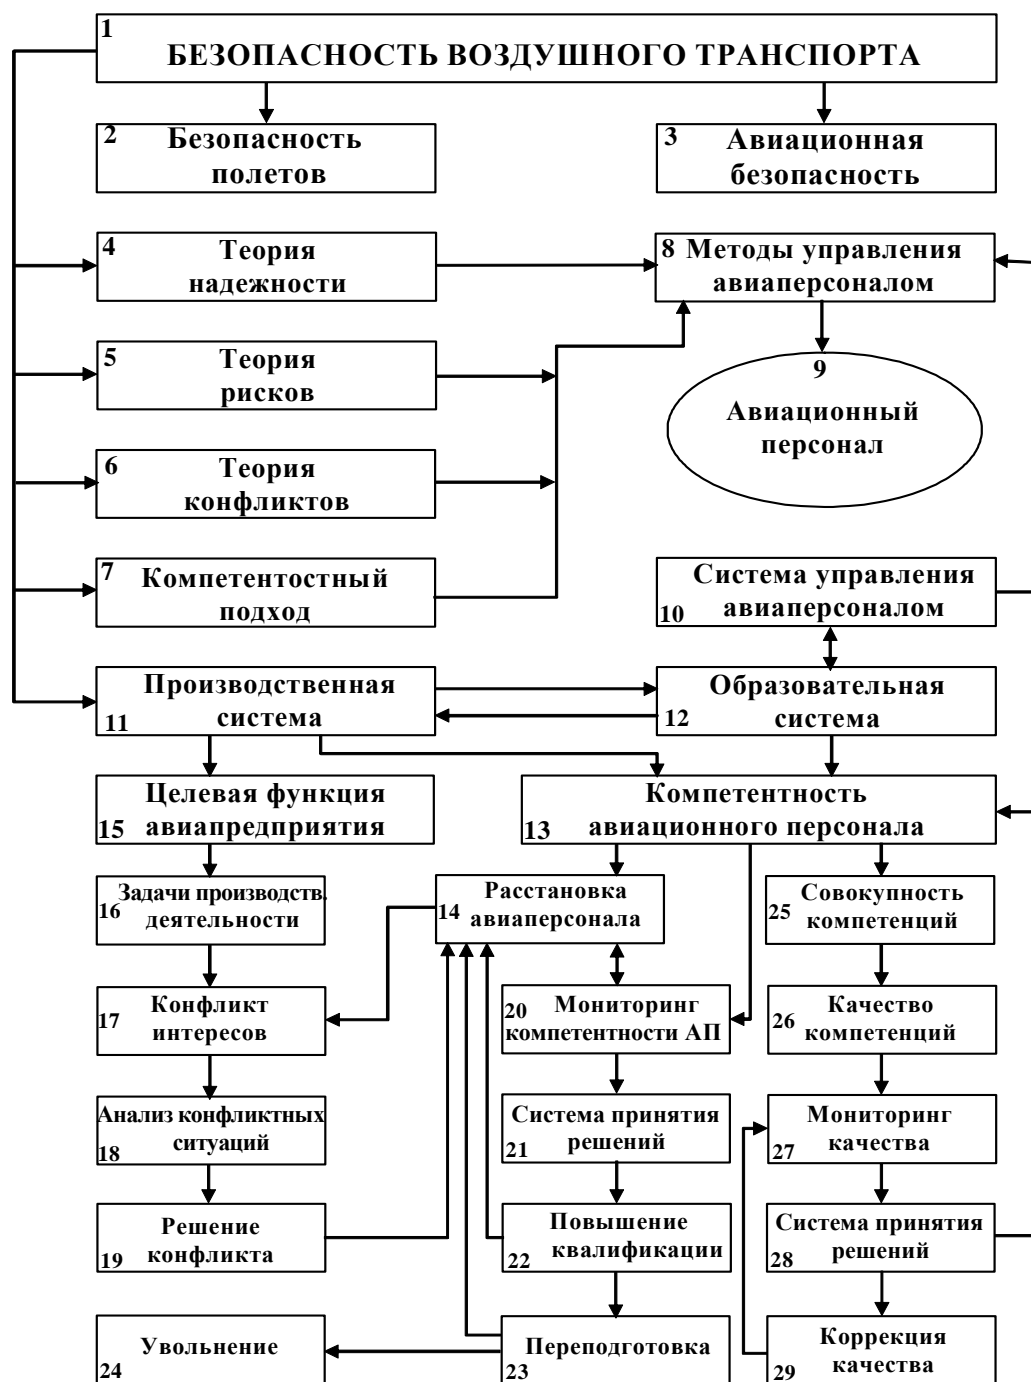 1
БЕЗОПАСНОСТЬ ВОЗДУШНОГО ТРАНСПОРТА
2
Безопасность
полетов
3
Авиационная
безопасность
4
Теория
надежности
8
Методы управления
авиаперсоналом
5
Теория
рисков
9
Авиационный
персонал
6
Теория
конфликтов
7
Компетентостный
подход
Система управления
авиаперсоналом
10
Производственная
система
11
Образовательная
система
12
Целевая функция
авиапредприятия
15
Компетентность
авиационного персонала
13
Задачи производств.
деятельности
16
Расстановка
авиаперсонала
14
Совокупность
компетенций
25
Конфликт
интересов
17
Мониторинг
компетентности АП
20
Качество
компетенций
26
Анализ конфликтных
ситуаций
18
Система принятия
решений
21
Мониторинг
качества
27
Решение
конфликта
19
Повышение
квалификации
22
Система принятия
решений
28
Увольнение
24
Переподготовка
23
Коррекция
качества
29